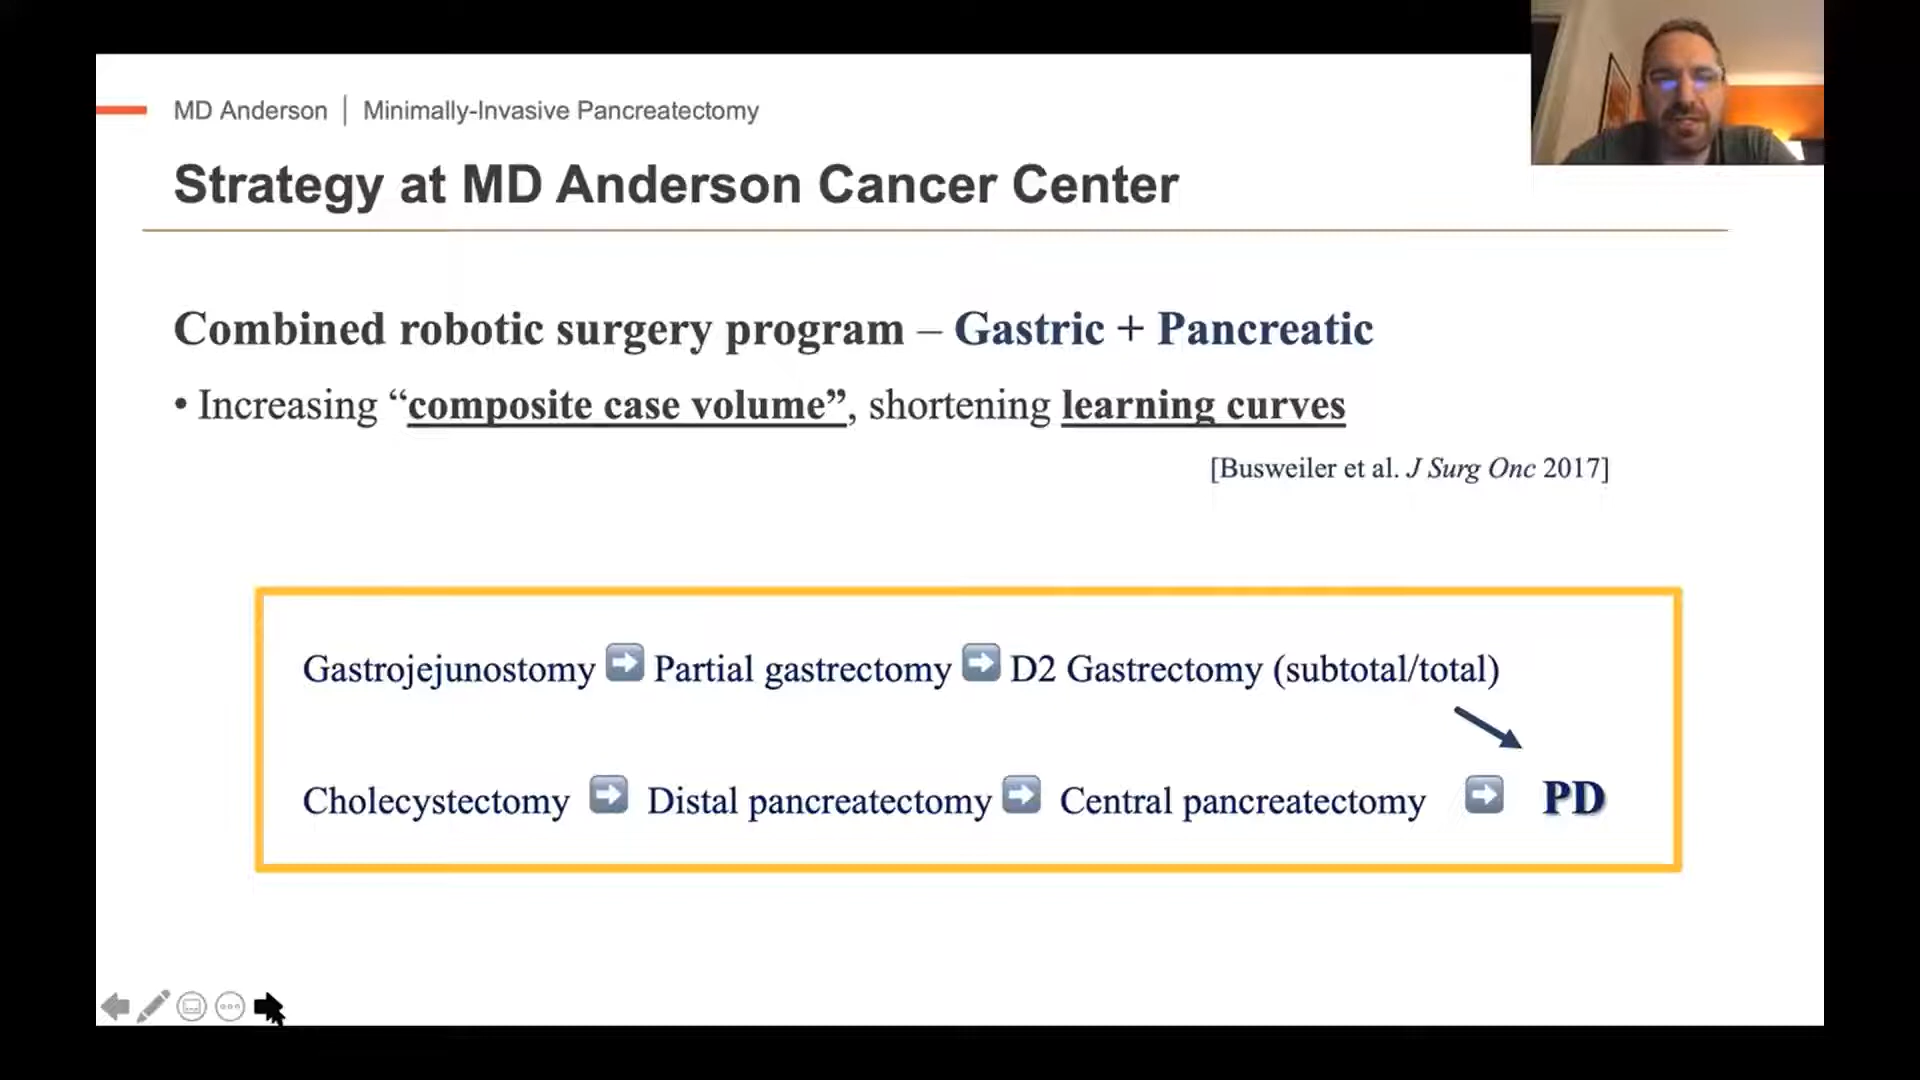 MD Anderson | Minimally-Invasive Pancreatectomy
Strategy at MD Anderson Cancer Center
Combined robotic surgery program – Gastric + Pancreatic
• Increasing “composite case volume”, shortening learning curves
[Busweiler et al. J Surg Onc 2017]
Gastrojejunostomy ➡ Partial gastrectomy ➡ D2 Gastrectomy (subtotal/total)
Cholecystectomy ➡ Distal pancreatectomy ➡ Central pancreatectomy ➡ PD